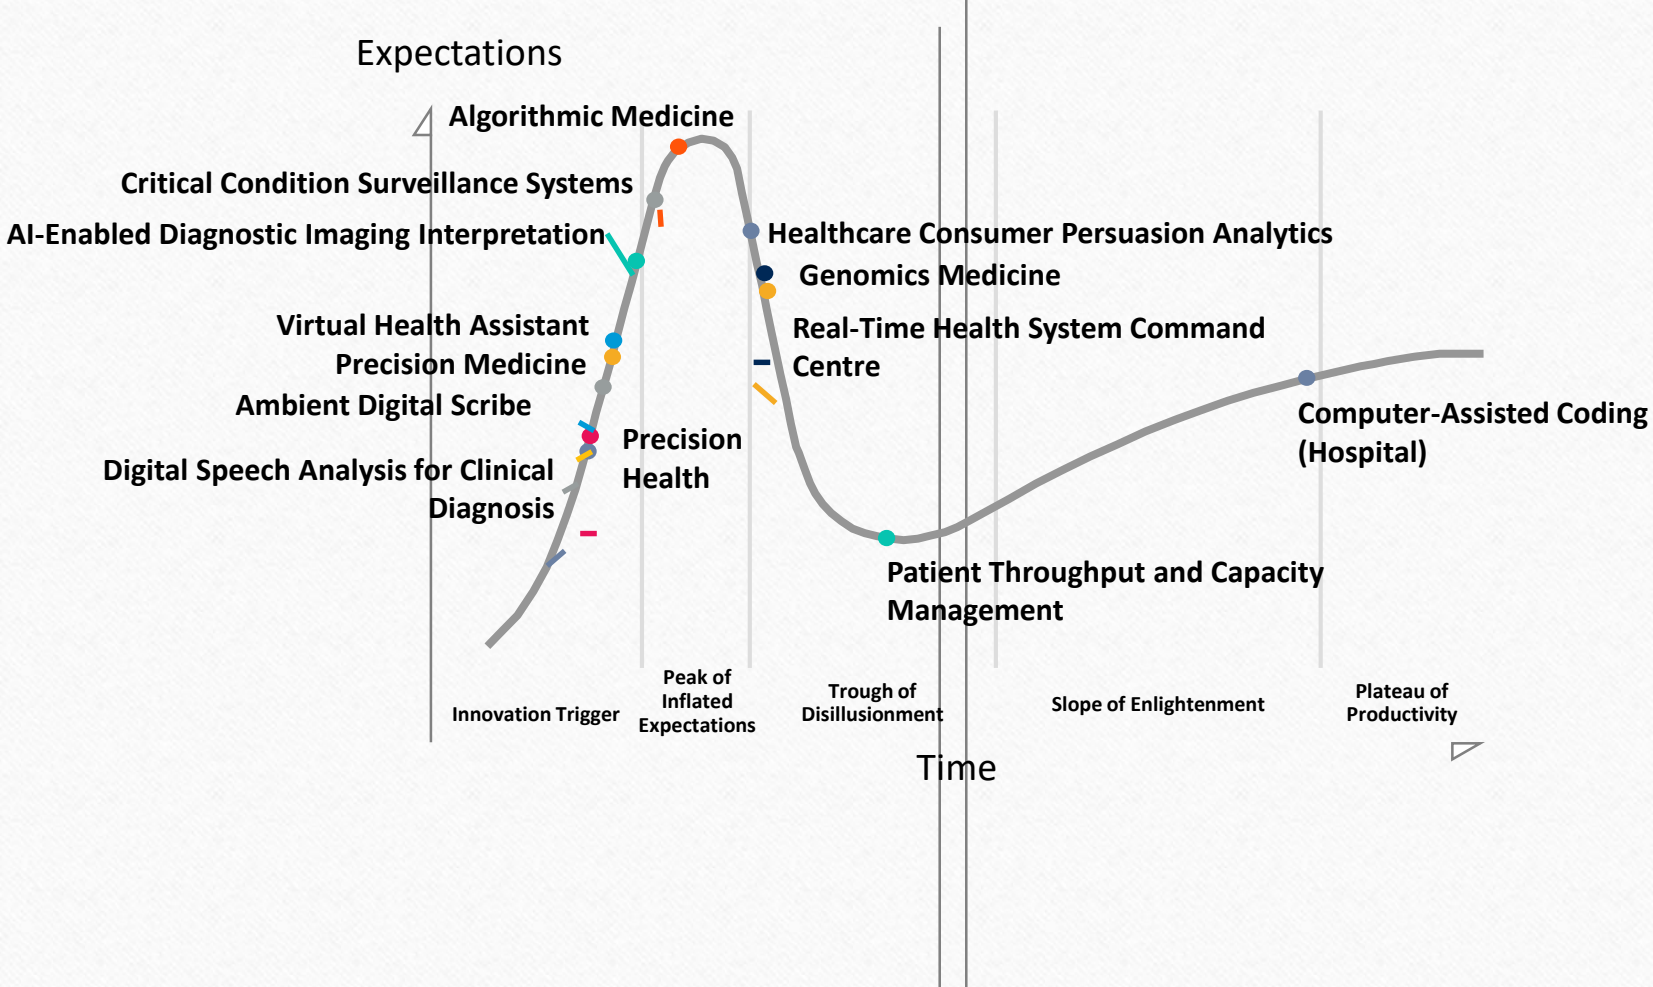 Expectations
Algorithmic Medicine
Critical Condition Surveillance Systems
AI-Enabled Diagnostic Imaging Interpretation
Healthcare Consumer Persuasion Analytics
Genomics Medicine
Virtual Health Assistant
Real-Time Health System Command
Centre
Precision Medicine
Ambient Digital Scribe
Precision
Health
Digital Speech Analysis for Clinical
Diagnosis
Computer-Assisted Coding
(Hospital)
Patient Throughput and Capacity
Management
Innovation Trigger
Peak of
Inflated
Expectations
Trough of
Disillusionment
Slope of Enlightenment
Plateau of
Productivity
Time